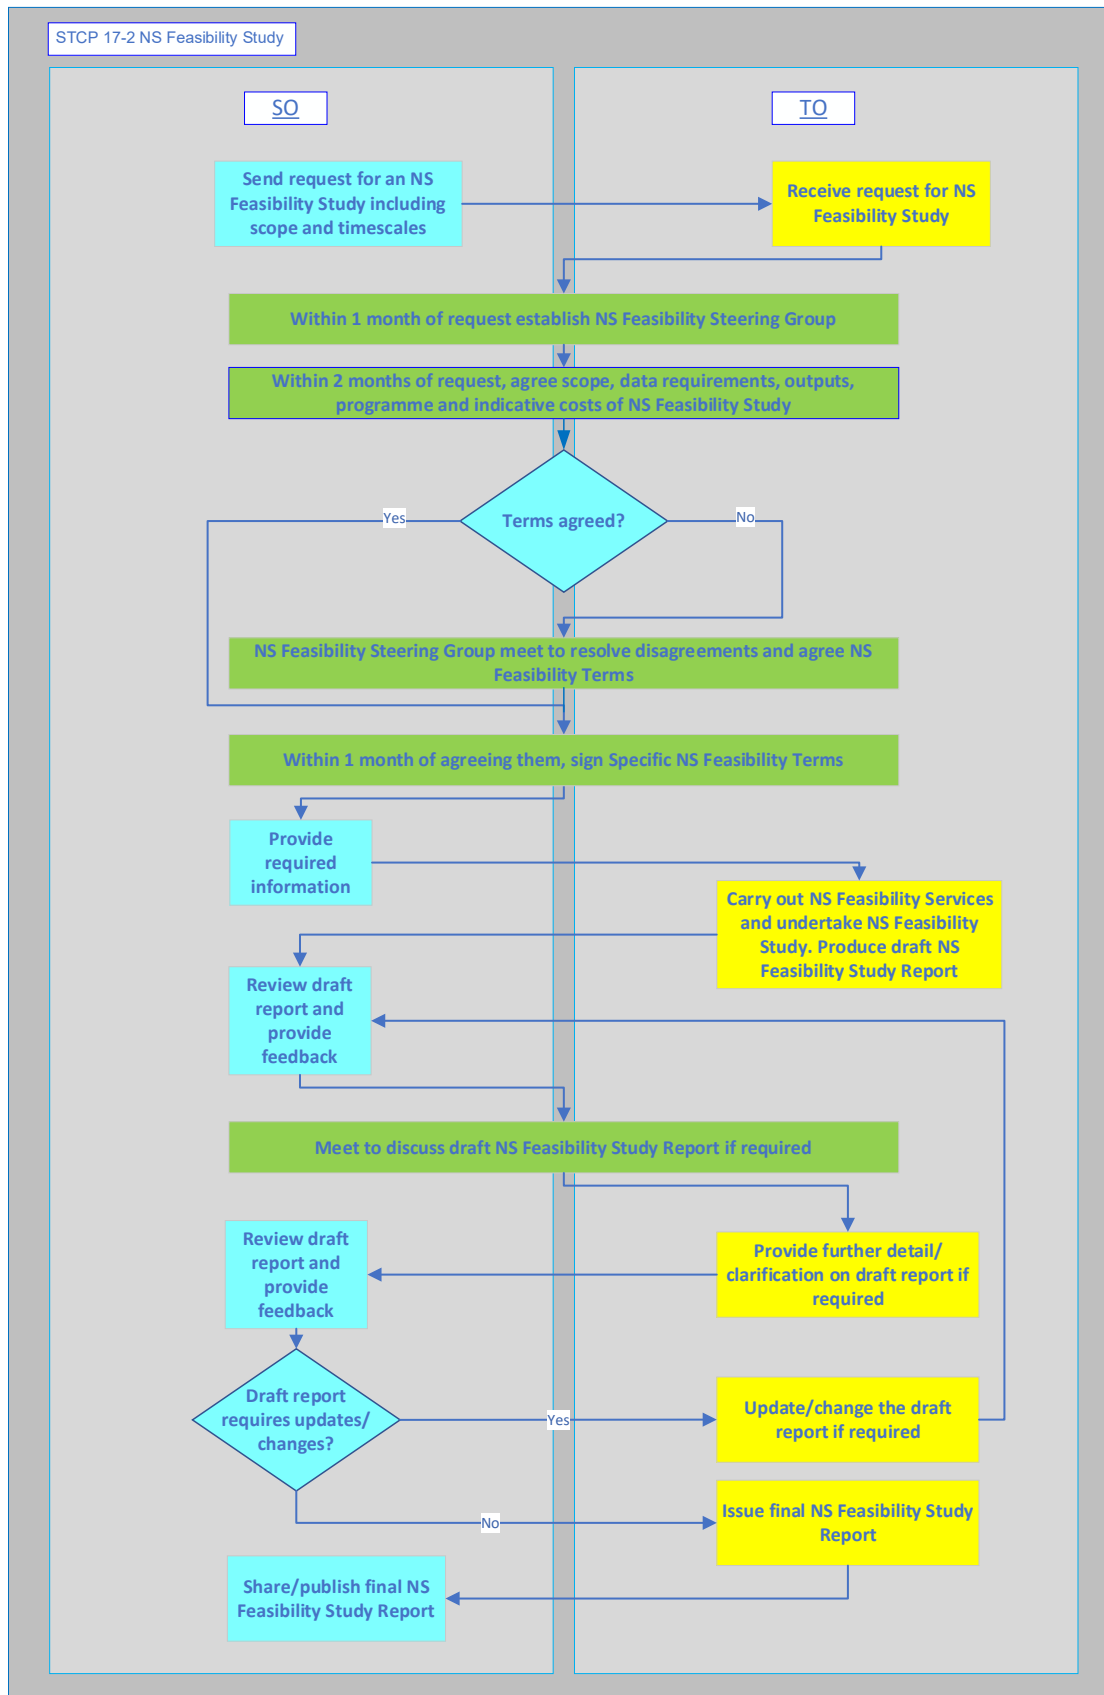 STCP 17-2 NS Feasibility Study
SO
TO
Send request for an NS
Feasibility Study including
scope and timescales
Receive request for NS
Feasibility Study
Within 1 month of request establish NS Feasibility Steering Group
Within 2 months of request, agree scope, data requirements, outputs,
programme and indicative costs of NS Feasibility Study
Terms agreed?
Yes
No
NS Feasibility Steering Group meet to resolve disagreements and agree NS
Feasibility Terms
Within 1 month of agreeing them, sign Specific NS Feasibility Terms
Provide
required
information
Carry out NS Feasibility Services
and undertake NS Feasibility
Study. Produce draft NS
Feasibility Study Report
Review draft
report and
provide
feedback
Meet to discuss draft NS Feasibility Study Report if required
Review draft
report and
provide
feedback
Provide further detail/
clarification on draft report if
required
Draft report
requires updates/
changes?
Yes
Update/change the draft
report if required
No
Issue final NS Feasibility Study
Report
Share/publish final NS
Feasibility Study Report